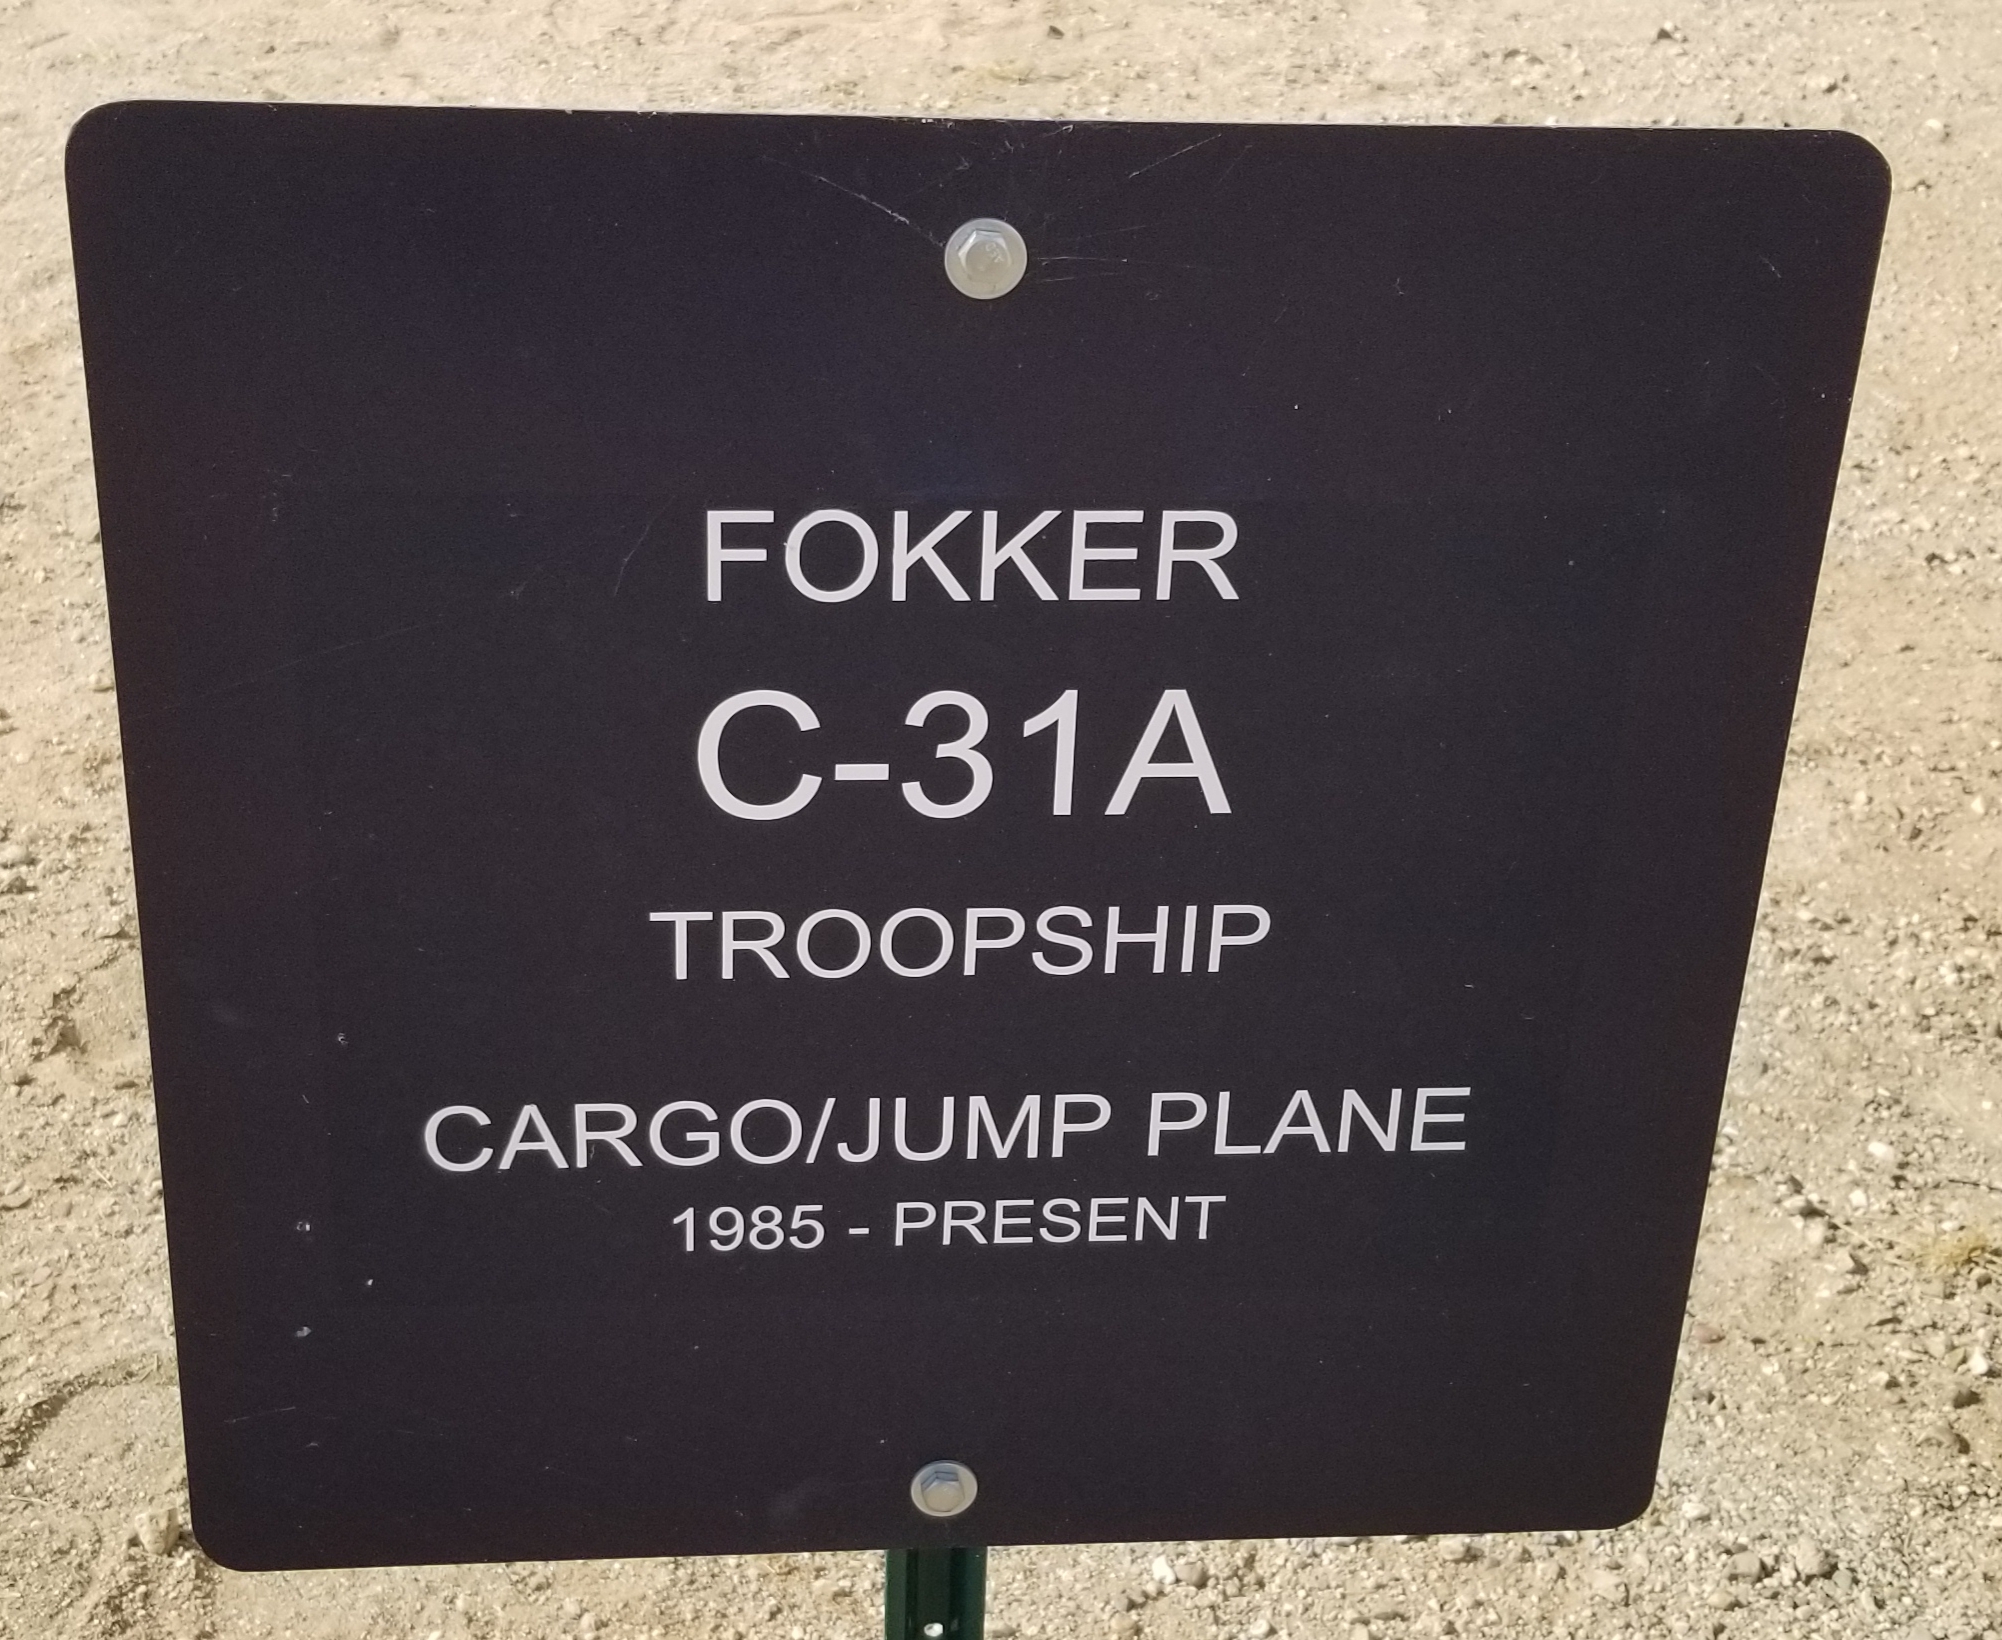 FOKKER
C-31A
TROOPSHIP
CARGO/JUMP PLANE
1985 - PRESENT